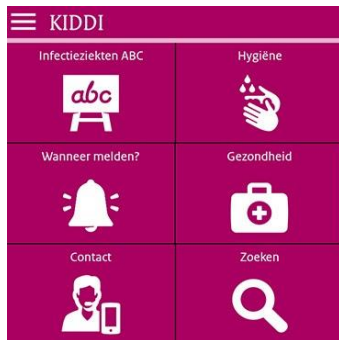 KIDDI
Infectieziekten ABC
Hygiëne
abc
Wanneer melden?
Gezondheid
Contact
Zoeken